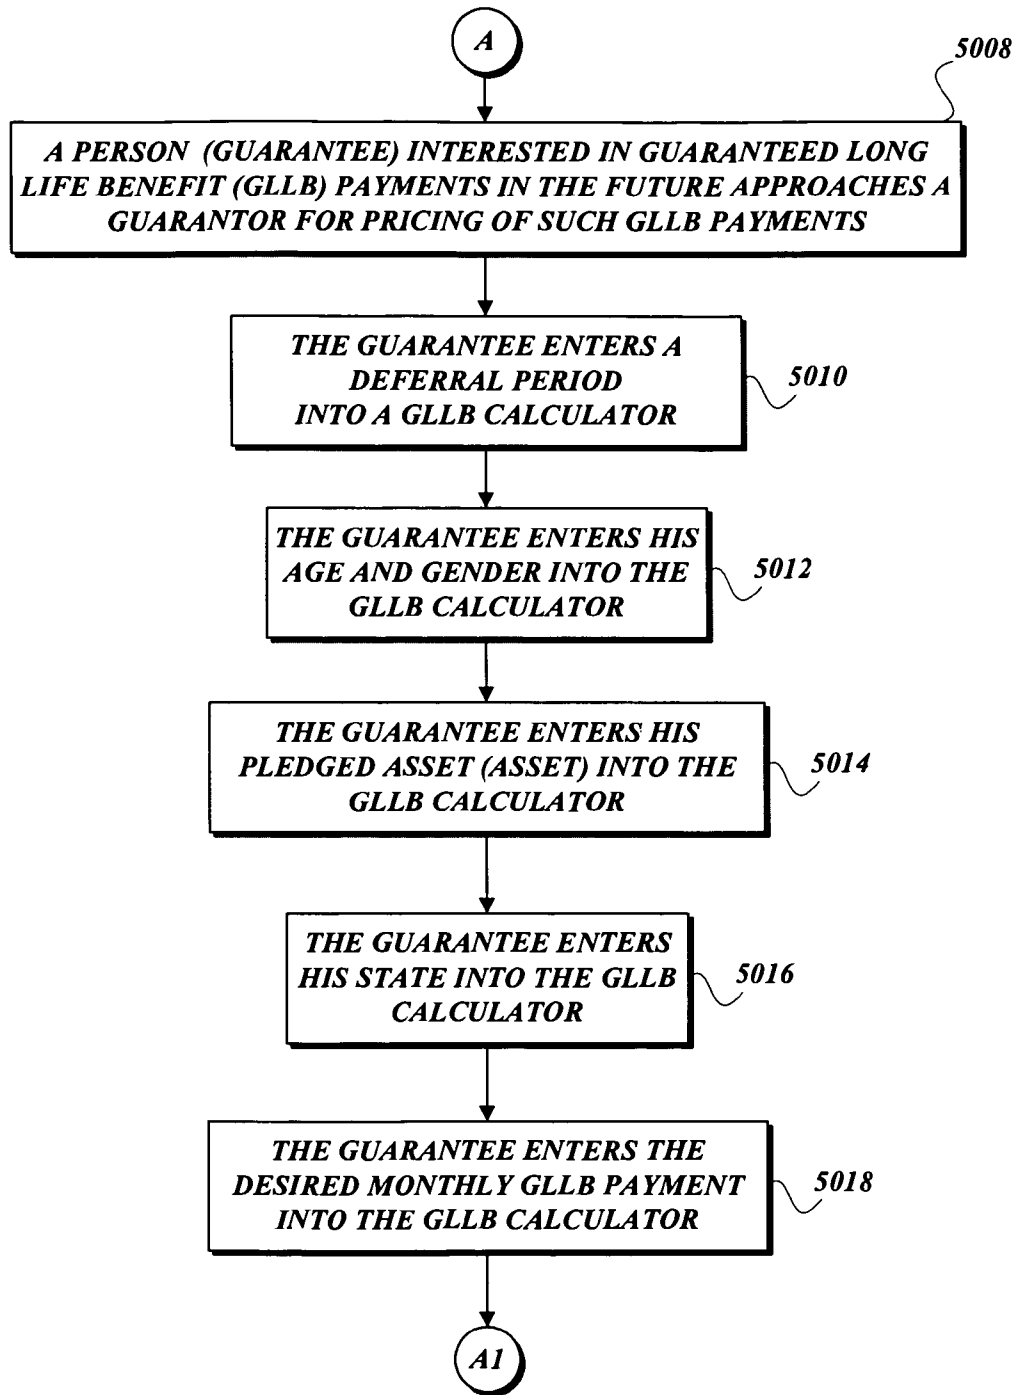 A
5008
A PERSON (GUARANTEE) INTERESTED IN GUARANTEED LONG
LIFE BENEFIT (GLLB) PAYMENTS IN THE FUTURE APPROACHES A
GUARANTOR FOR PRICING OF SUCH GLLB PAYMENTS
THE GUARANTEE ENTERS A
DEFERRAL PERIOD
INTO A GLLB CALCULATOR
5010
THE GUARANTEE ENTERS HIS
AGE AND GENDER INTO THE
GLLB CALCULATOR
5012
THE GUARANTEE ENTERS HIS
PLEDGED ASSET (ASSET) INTO THE
GLLB CALCULATOR
5014
THE GUARANTEE ENTERS
HIS STATE INTO THE GLLB
CALCULATOR
5016
THE GUARANTEE ENTERS THE
DESIRED MONTHLY GLLB PAYMENT
INTO THE GLLB CALCULATOR
5018
A1